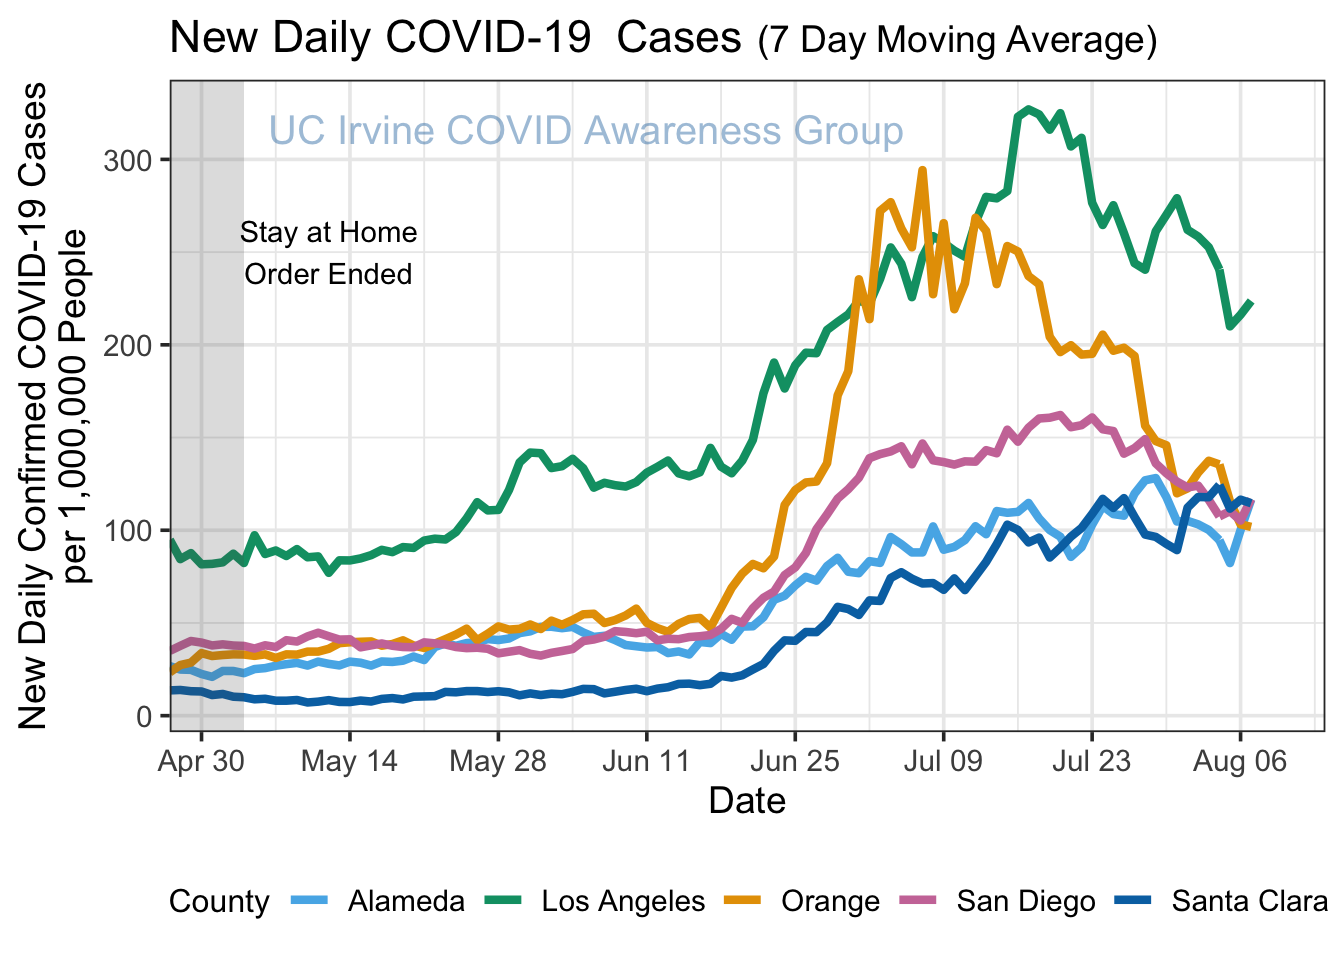 New Daily COVID-19 Cases (7 Day Moving Average)
New Daily Confirmed COVID-19 Cases
per 1,000,000 People
UC Irvine COVID Awareness Group
Stay at Home
Order Ended
300
200
100
0
Apr 30 May 14 May 28 Jun 11 Jun 25 Jul 09 Jul 23 Aug 06
Date
County Alameda Los Angeles Orange San Diego Santa Clara